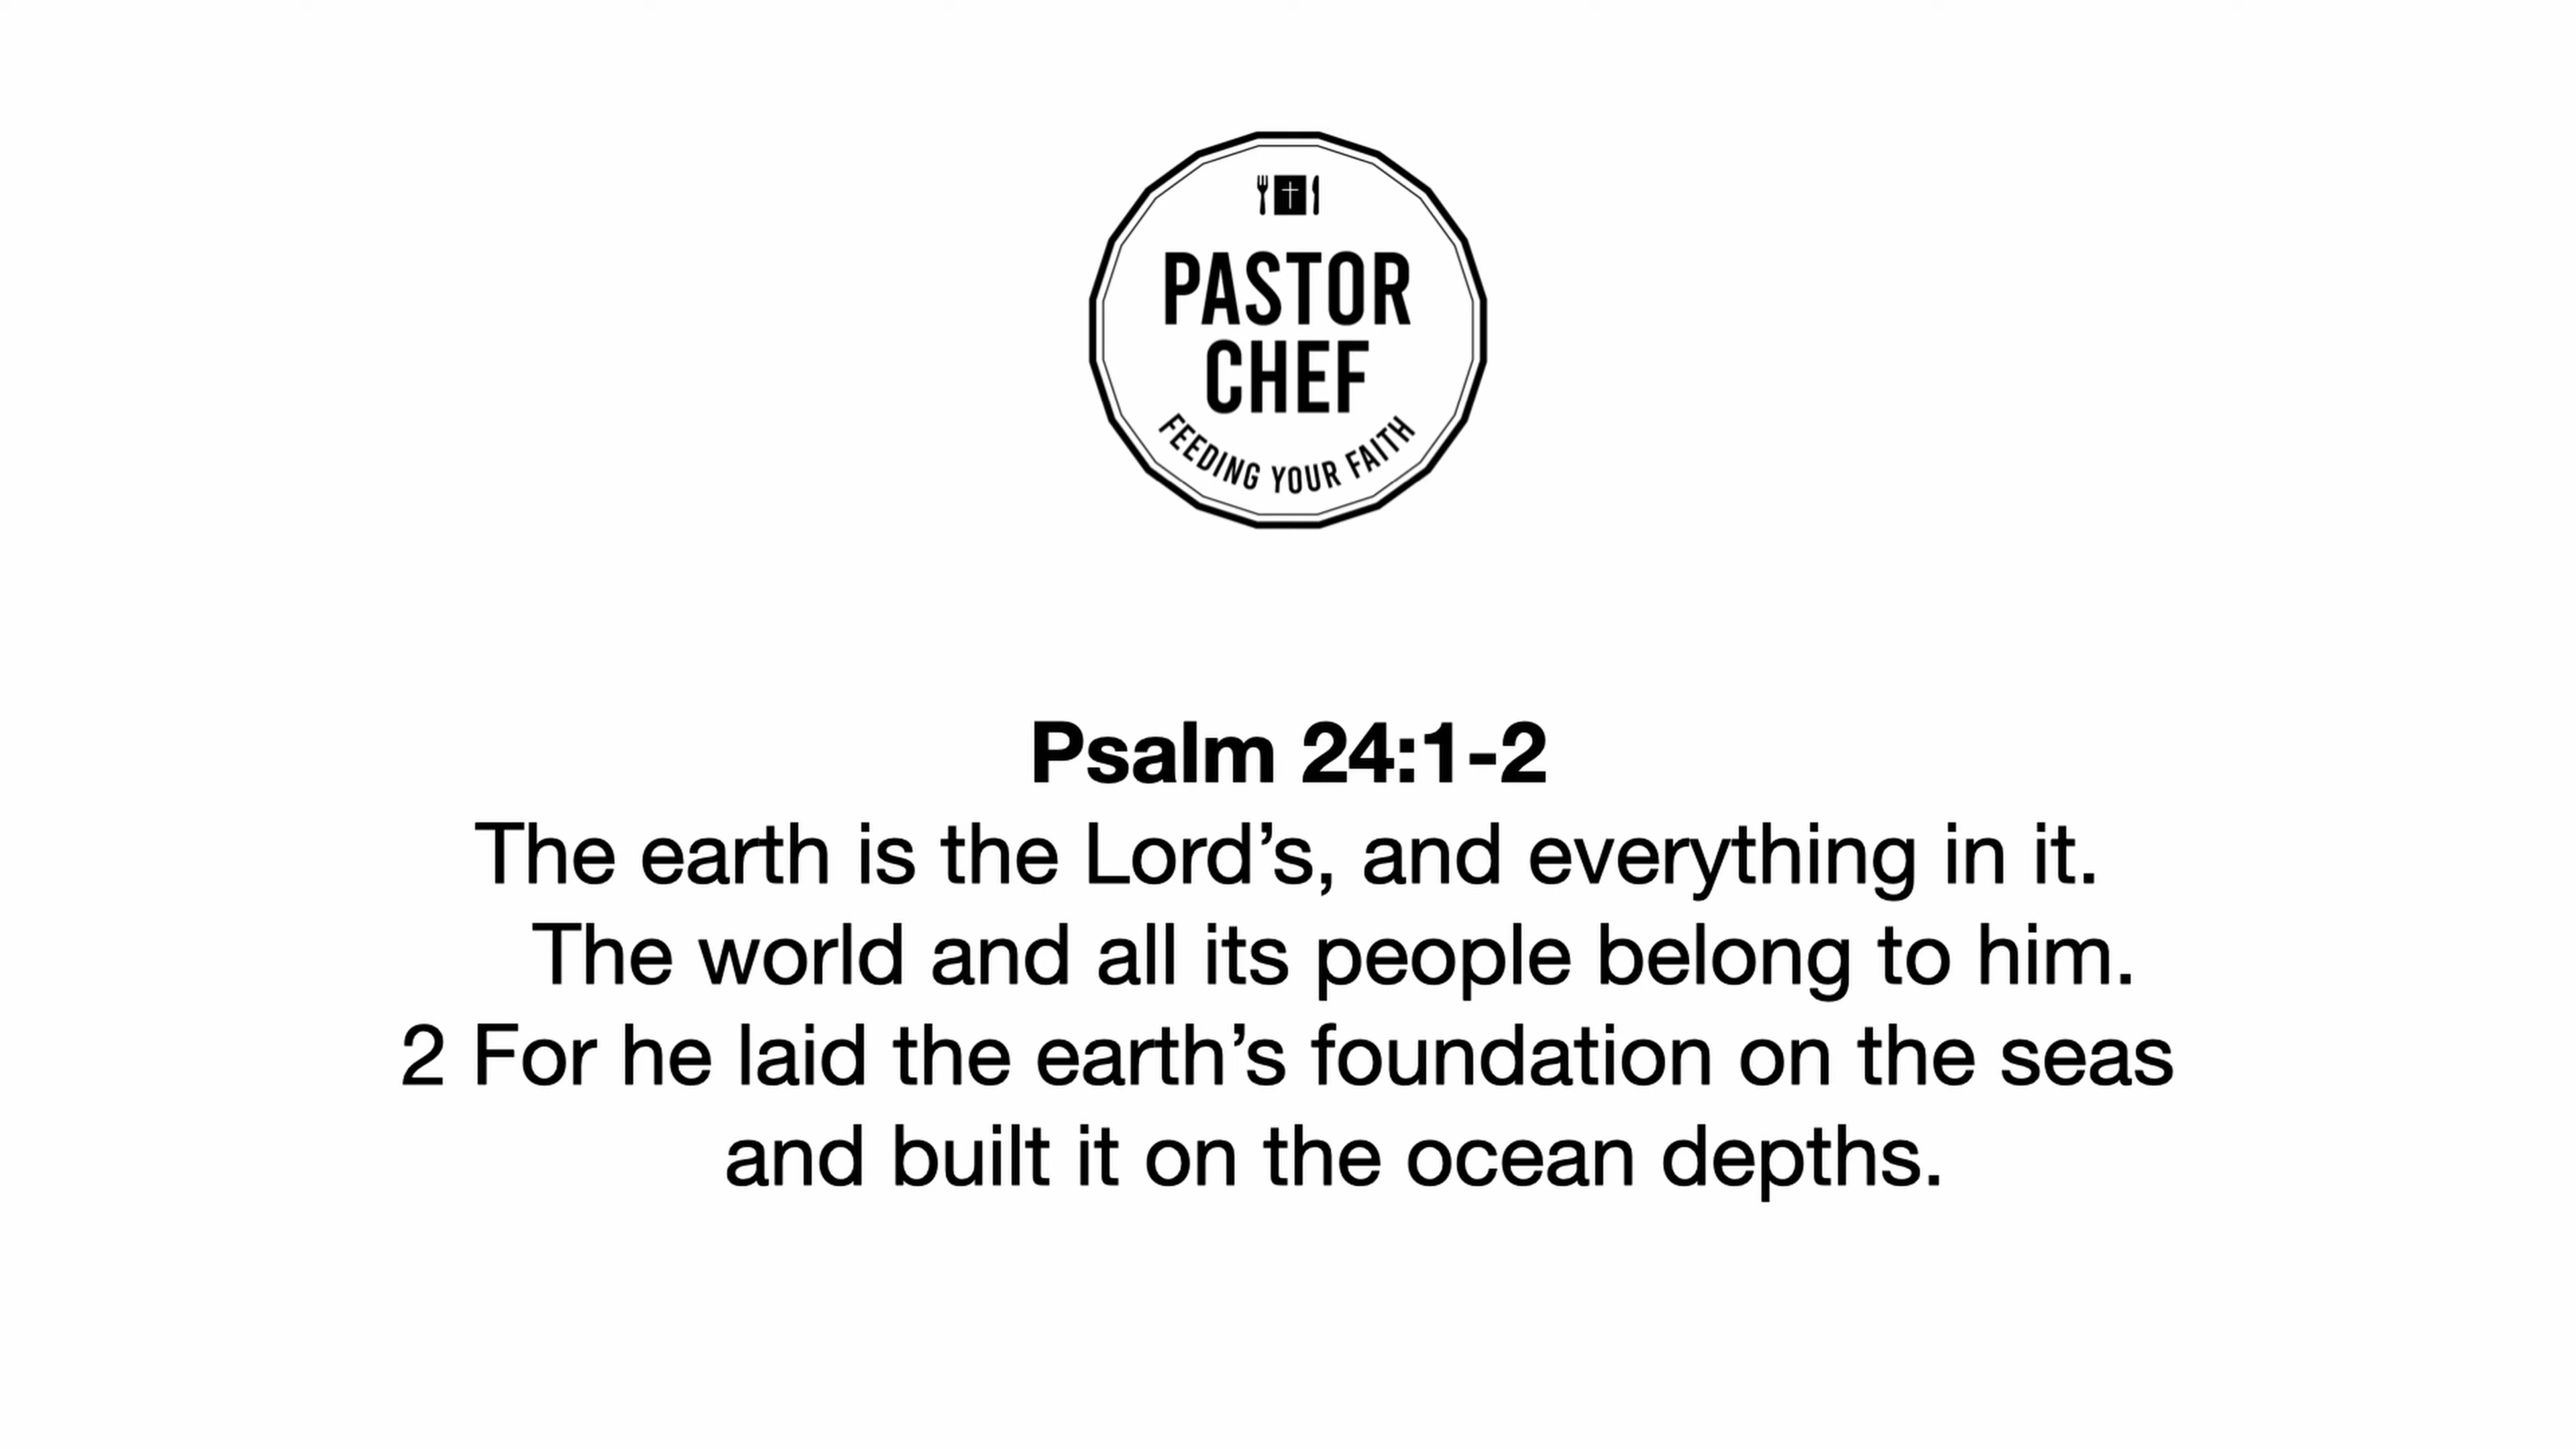 PASTOR
CHEF
FEEDING YOUR FAITH
Psalm 24:1-2
The earth is the Lord’s, and everything in it.
The world and all its people belong to him.
2 For he laid the earth’s foundation on the seas
and built it on the ocean depths.